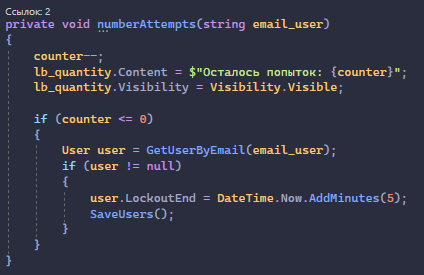 Ссылок: 2
private void numberAttempts(string email_user)
{
counter--;
lb_quantity.Content = $"Осталось попыток: {counter}";
lb_quantity.Visibility = Visibility.Visible;
if (counter <= 0)
{
User user = GetUserByEmail(email_user);
if (user != null)
{
user.LockoutEnd = DateTime.Now.AddMinutes(5);
SaveUsers();
}
}
}